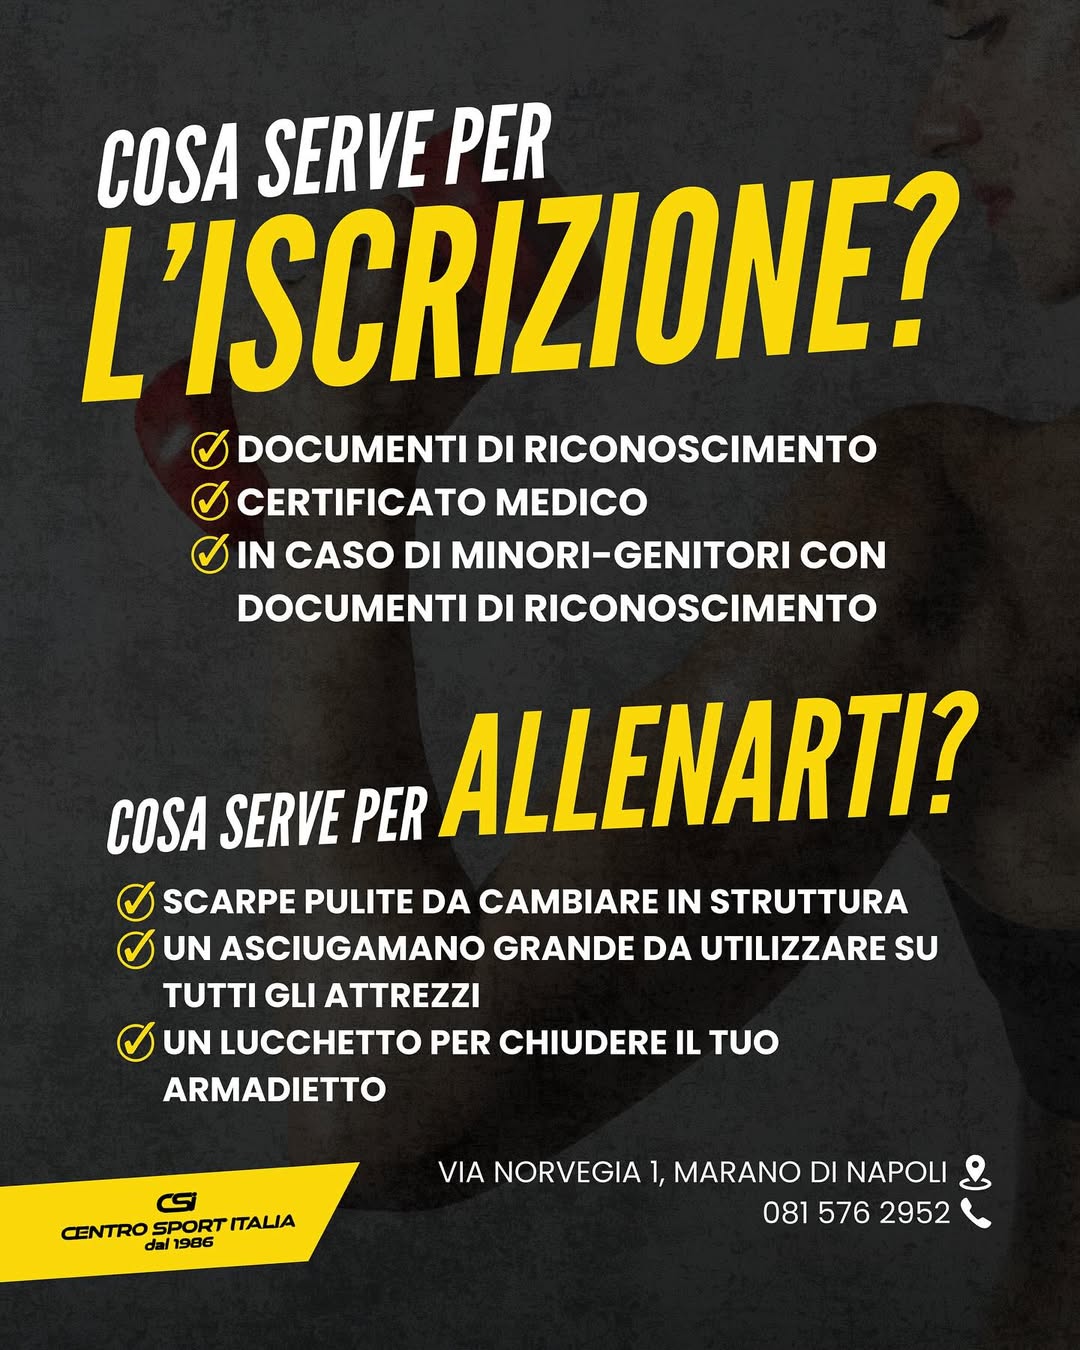 COSA SERVE PER
L'ISCRIZIONE?
DOCUMENTI DI RICONOSCIMENTO
CERTIFICATO MEDICO
IN CASO DI MINORI-GENITORI CON
DOCUMENTI DI RICONOSCIMENTO
COSA SERVE PER ALLENARTI?
SCARPE PULITE DA CAMBIARE IN STRUTTURA
UN ASCIUGAMANO GRANDE DA UTILIZZARE SU
TUTTI GLI ATTREZZI
UN LUCCHETTO PER CHIUDERE IL TUO
ARMADIETTO
VIA NORVEGIA 1, MARANO DI NAPOLI
081 576 2952
CSi
CENTRO SPORT ITALIA
dal 1986